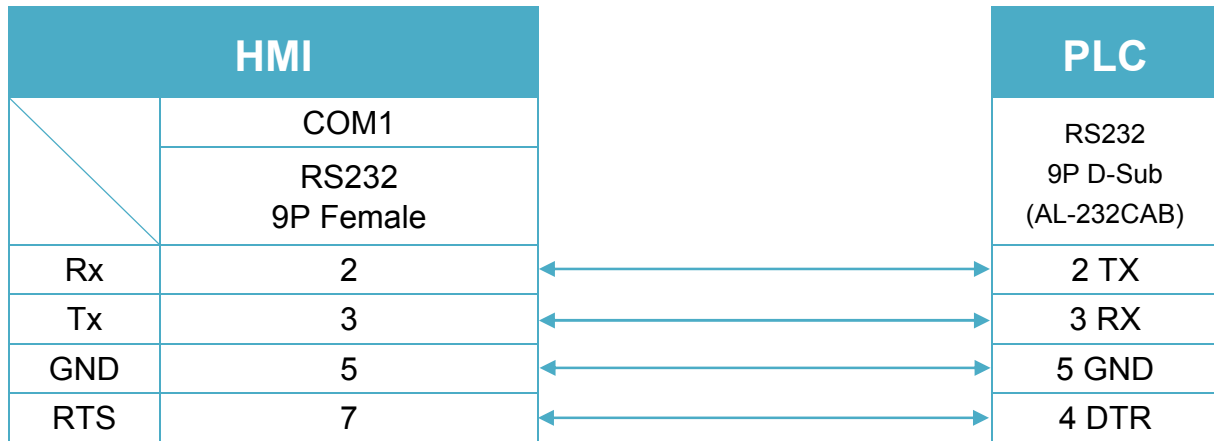 HMI PLC
COM1
RS232
9P Female
RS232
9P D-Sub
(AL-232CAB)
Rx 2 2 TX
Tx 3 3 RX
GND 5 5 GND
RTS 7 4 DTR